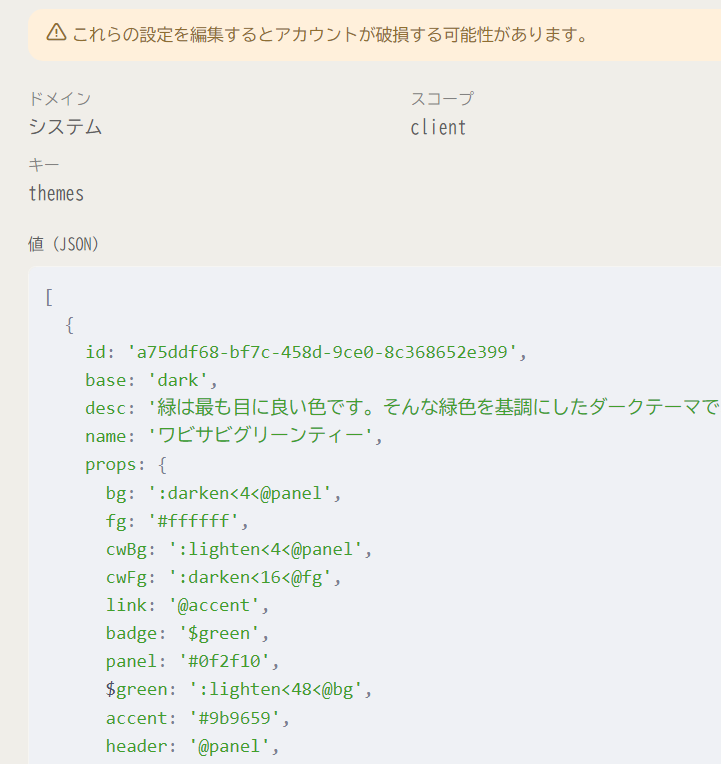 これらの設定を編集するとアカウントが破損する可能性があります。
ドメイン
システム
スコープ
client
キー
themes
値（JSON）
[
{
id: 'a75ddf68-bf7c-458d-9ce0-8c368652e399',
base: 'dark',
desc: '緑は最も目に良い色です。そんな緑色を基調にしたダークテーマで
name: 'ワビサビグリーンティー',
props: {
bg: ':darken<4<@panel',
fg: '#ffffff',
cwBg: ':lighten<4<@panel',
cwFg: ':darken<16<@fg',
link: '@accent',
badge: '$green',
panel: '#0f2f10',
$green: ':lighten<48<@bg',
accent: '#9b9659',
header: '@panel',